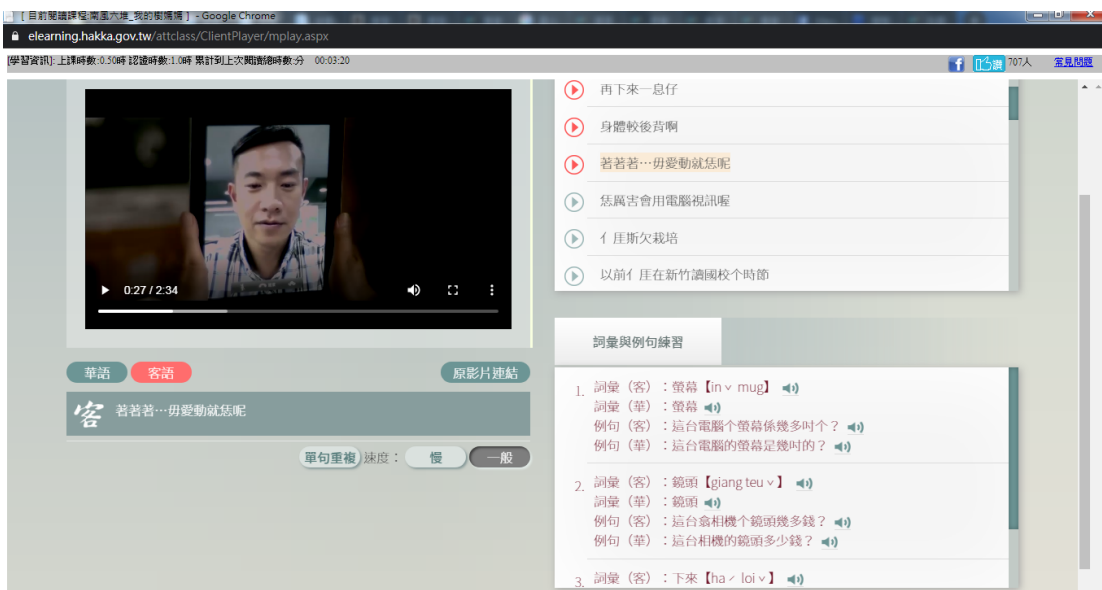 [ 目前閱讀課程:南風六堆_我的樹媽媽 ] - Google Chrome
elearning.hakka.gov.tw/attclass/ClientPlayer/mplay.aspx
[學習資訊]: 上課時數:0.50時 認證時數:1.0時 累計到上次閱讀總時數:分 00:03:20
讚 707人 常見問題
再下來一息仔
身體較後背啊
著著著…毋愛動就恁呢
恁厲害會用電腦視訊喔
亻厓斯欠栽培
以前亻厓在新竹讀國校个時節
0:27 / 2:34
華語 客語 原影片連結
客 著著著…毋愛動就恁呢
單句重複 速度： 慢 一般
詞彙與例句練習
1. 詞彙（客）：螢幕【in ˇ mug】
詞彙（華）：螢幕
例句（客）：這台電腦个螢幕係幾多吋个？
例句（華）：這台電腦的螢幕是幾吋的？
2. 詞彙（客）：鏡頭【giang teu ˇ】
詞彙（華）：鏡頭
例句（客）：這台翕相機个鏡頭幾多錢？
例句（華）：這台相機的鏡頭多少錢？
3. 詞彙（客）：下來【ha ˊ loi ˇ】